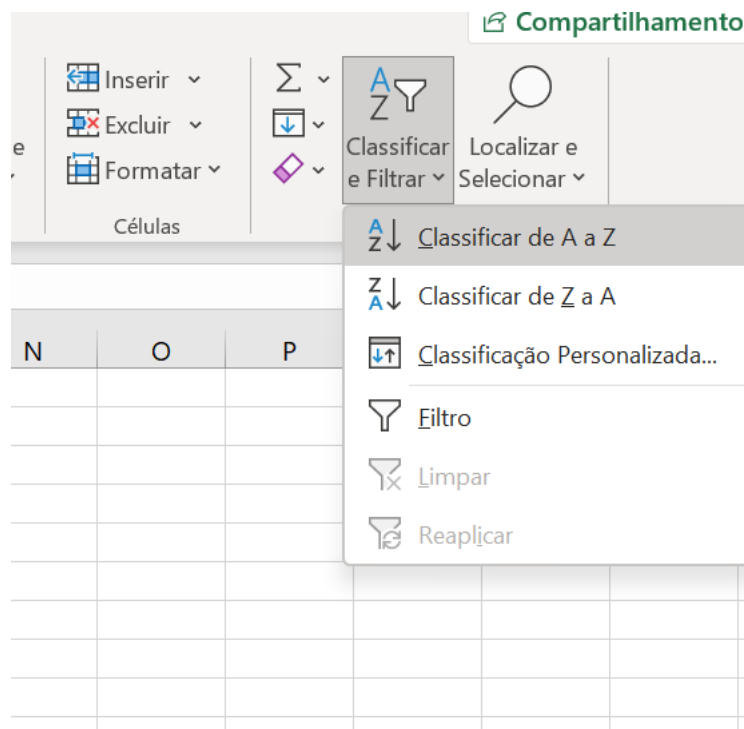 Compartilhamento
Inserir
Excluir
e
Formatar
Classificar
e Filtrar
Localizar e
Selecionar
Células
Classificar de A a Z
Classificar de Z a A
Classificação Personalizada...
Filtro
Limpar
Reaplicar
N O P